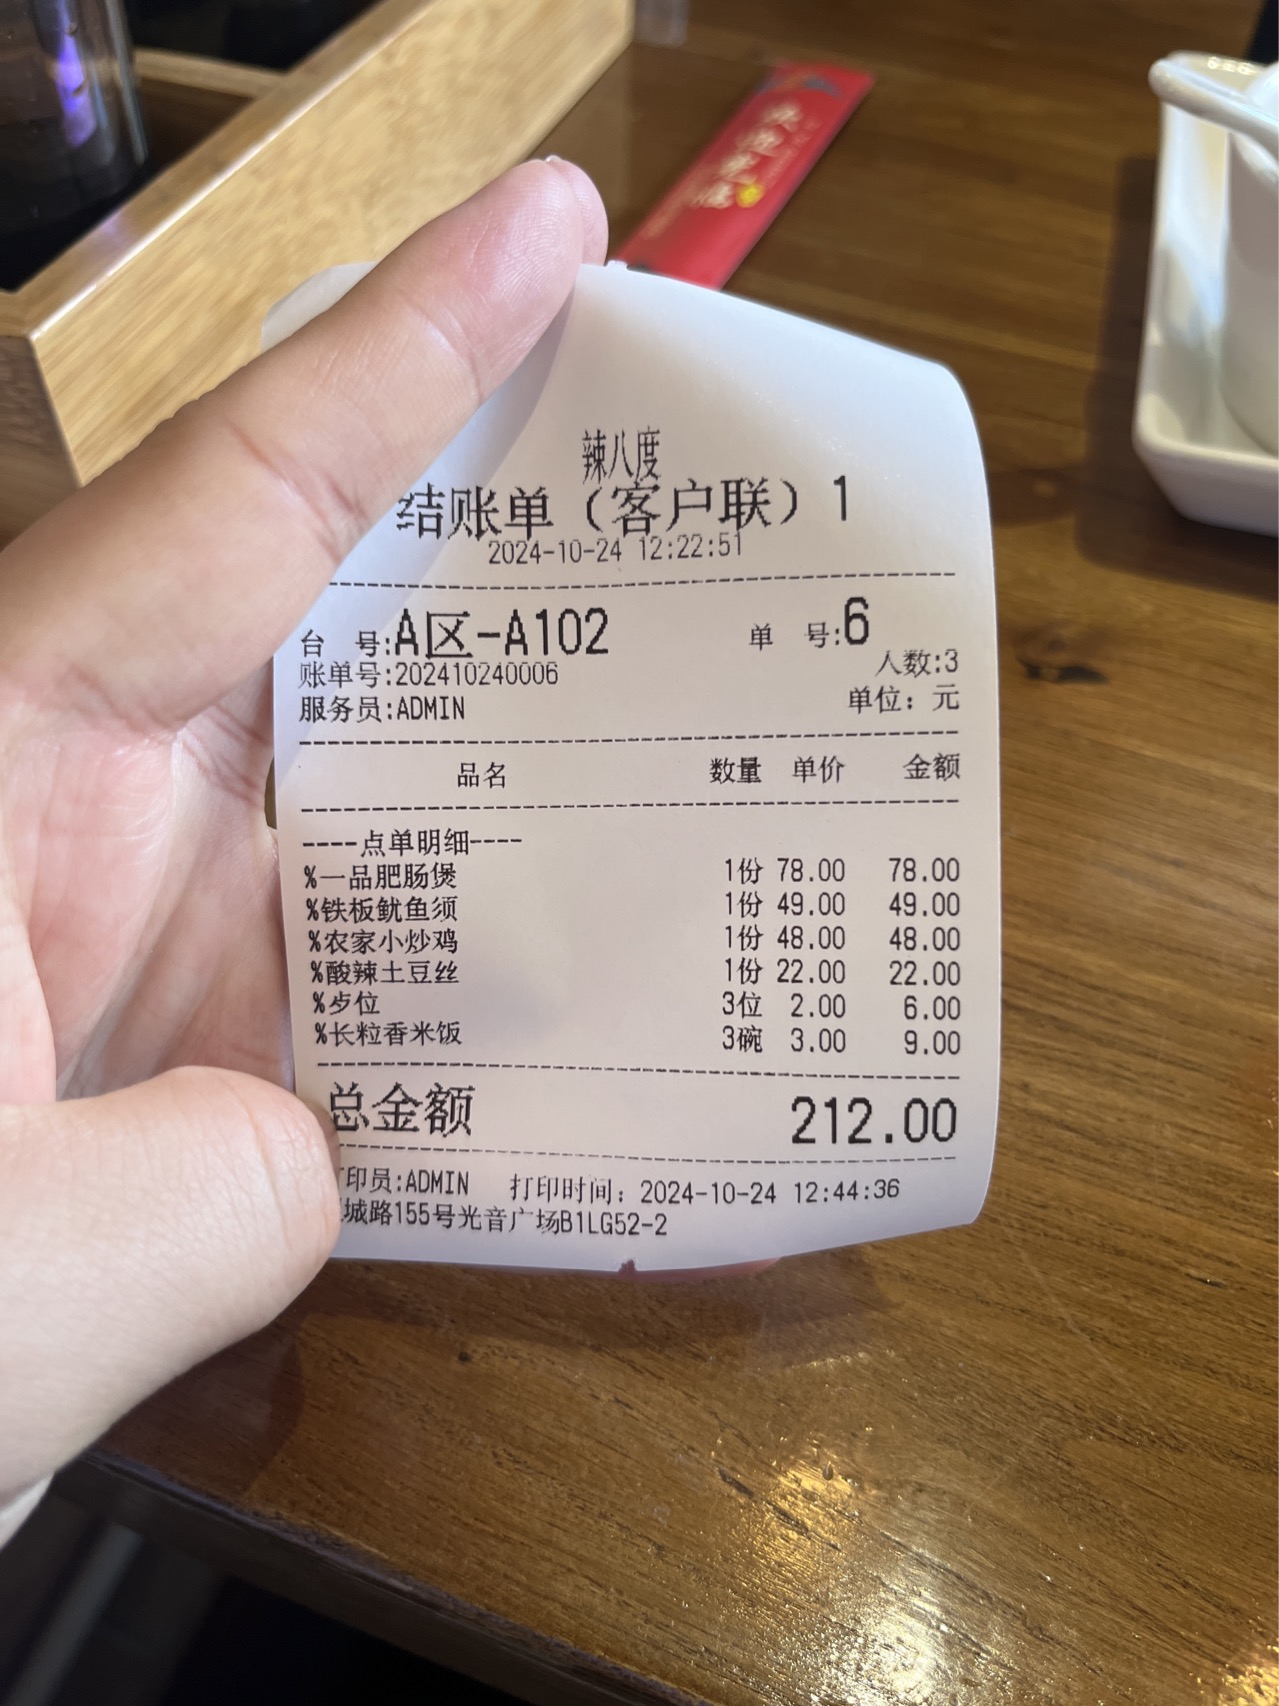 辣八度
结账单（客户联）1
2024-10-24 12:22:51
台 号:A区-A102 单 号:6
账单号:202410240006 人数:3
服务员:ADMIN 单位：元
品名 数量 单价 金额
----点单明细----
%一品肥肠煲 1份 78.00 78.00
%铁板鱿鱼须 1份 49.00 49.00
%农家小炒鸡 1份 48.00 48.00
%酸辣土豆丝 1份 22.00 22.00
%歺位 3位 2.00 6.00
%长粒香米饭 3碗 3.00 9.00
总金额 212.00
印员:ADMIN 打印时间：2024-10-24 12:44:36
城路155号光音广场B1LG52-2